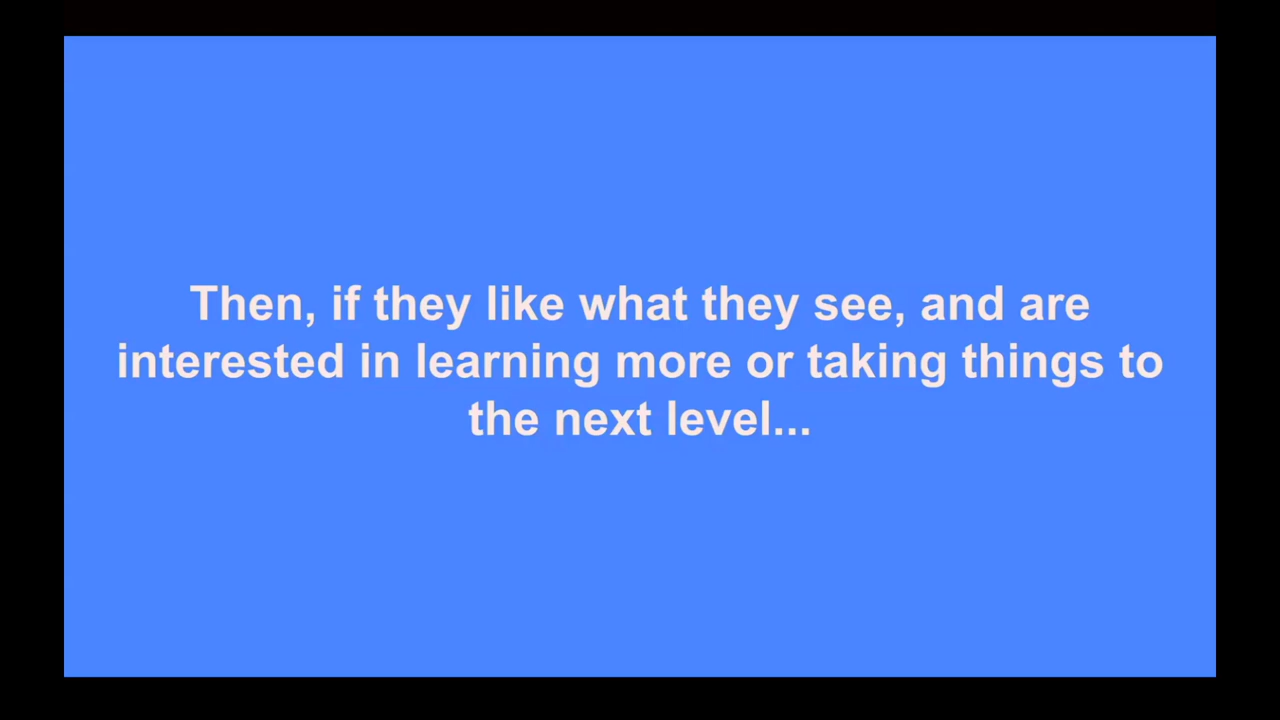 Then, if they like what they see, and are
interested in learning more or taking things to
the next level...